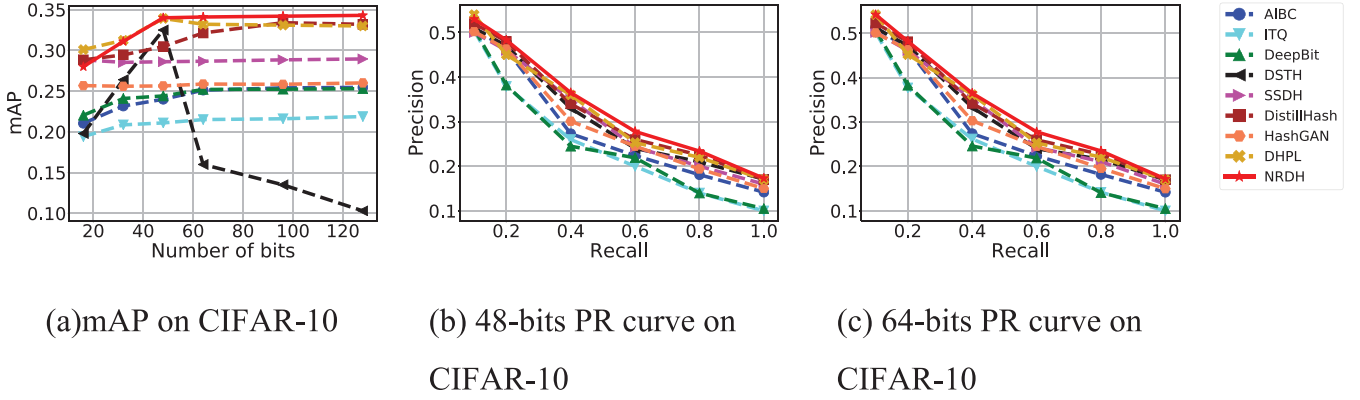 0.35
0.30
0.25
0.20
0.15
0.10
mAP
20 40 60 80 100 120
Number of bits
0.5
0.4
0.3
0.2
0.1
Precision
0.2 0.4 0.6 0.8 1.0
Recall
0.5
0.4
0.3
0.2
0.1
Precision
0.2 0.4 0.6 0.8 1.0
Recall
AIBC
ITQ
DeepBit
DSTH
SSDH
DistillHash
HashGAN
DHPL
NRDH
(a)mAP on CIFAR-10
(b) 48-bits PR curve on
CIFAR-10
(c) 64-bits PR curve on
CIFAR-10